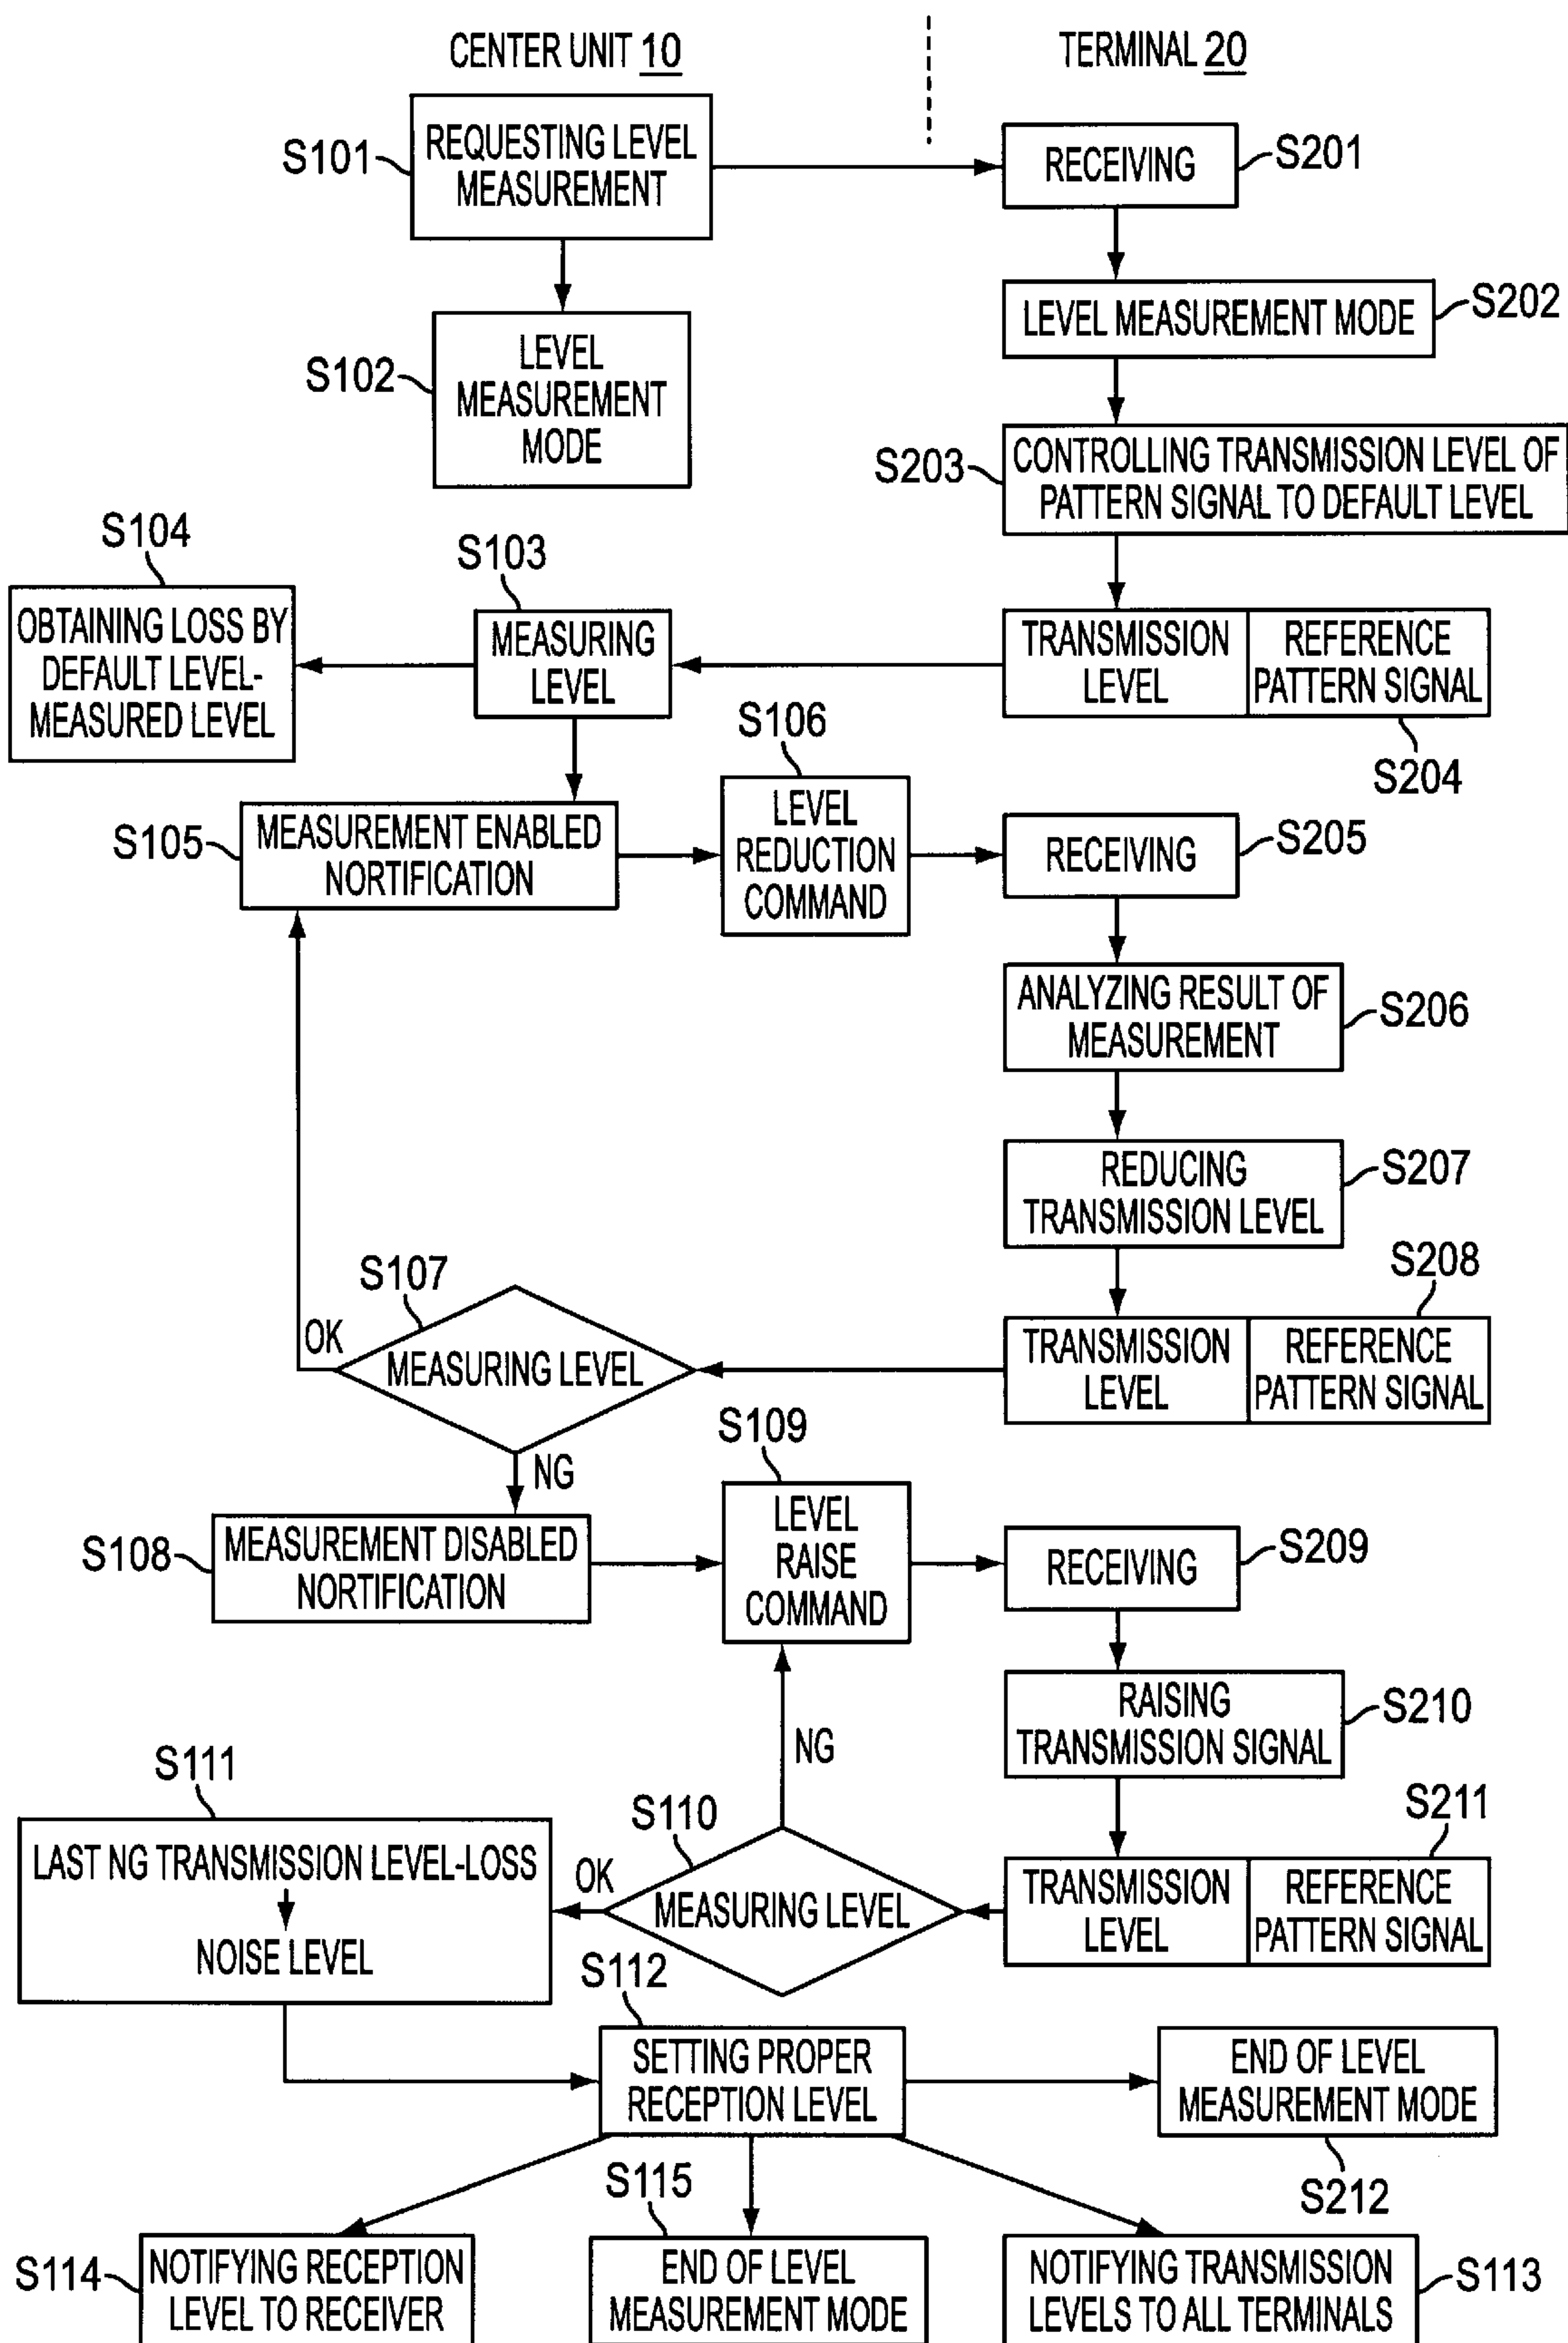 CENTER UNIT 10
TERMINAL 20
S101
REQUESTING LEVEL
MEASUREMENT
RECEIVING
S201
LEVEL MEASUREMENT MODE
S202
S102
LEVEL
MEASUREMENT
MODE
S203
CONTROLLING TRANSMISSION LEVEL OF
PATTERN SIGNAL TO DEFAULT LEVEL
S104
OBTAINING LOSS BY
DEFAULT LEVEL-
MEASURED LEVEL
S103
MEASURING
LEVEL
TRANSMISSION
LEVEL
REFERENCE
PATTERN SIGNAL
S204
S105
MEASUREMENT ENABLED
NORTIFICATION
S106
LEVEL
REDUCTION
COMMAND
RECEIVING
S205
ANALYZING RESULT OF
MEASUREMENT
S206
REDUCING
TRANSMISSION LEVEL
S207
S208
TRANSMISSION
LEVEL
REFERENCE
PATTERN SIGNAL
S107
OK
MEASURING LEVEL
NG
S108
MEASUREMENT DISABLED
NORTIFICATION
S109
LEVEL
RAISE
COMMAND
RECEIVING
S209
RAISING
TRANSMISSION SIGNAL
S210
NG
S211
TRANSMISSION
LEVEL
REFERENCE
PATTERN SIGNAL
S110
MEASURING LEVEL
OK
S111
LAST NG TRANSMISSION LEVEL-LOSS
NOISE LEVEL
S112
SETTING PROPER
RECEPTION LEVEL
END OF LEVEL
MEASUREMENT MODE
S212
S114
NOTIFYING RECEPTION
LEVEL TO RECEIVER
S115
END OF LEVEL
MEASUREMENT MODE
NOTIFYING TRANSMISSION
LEVELS TO ALL TERMINALS
S113